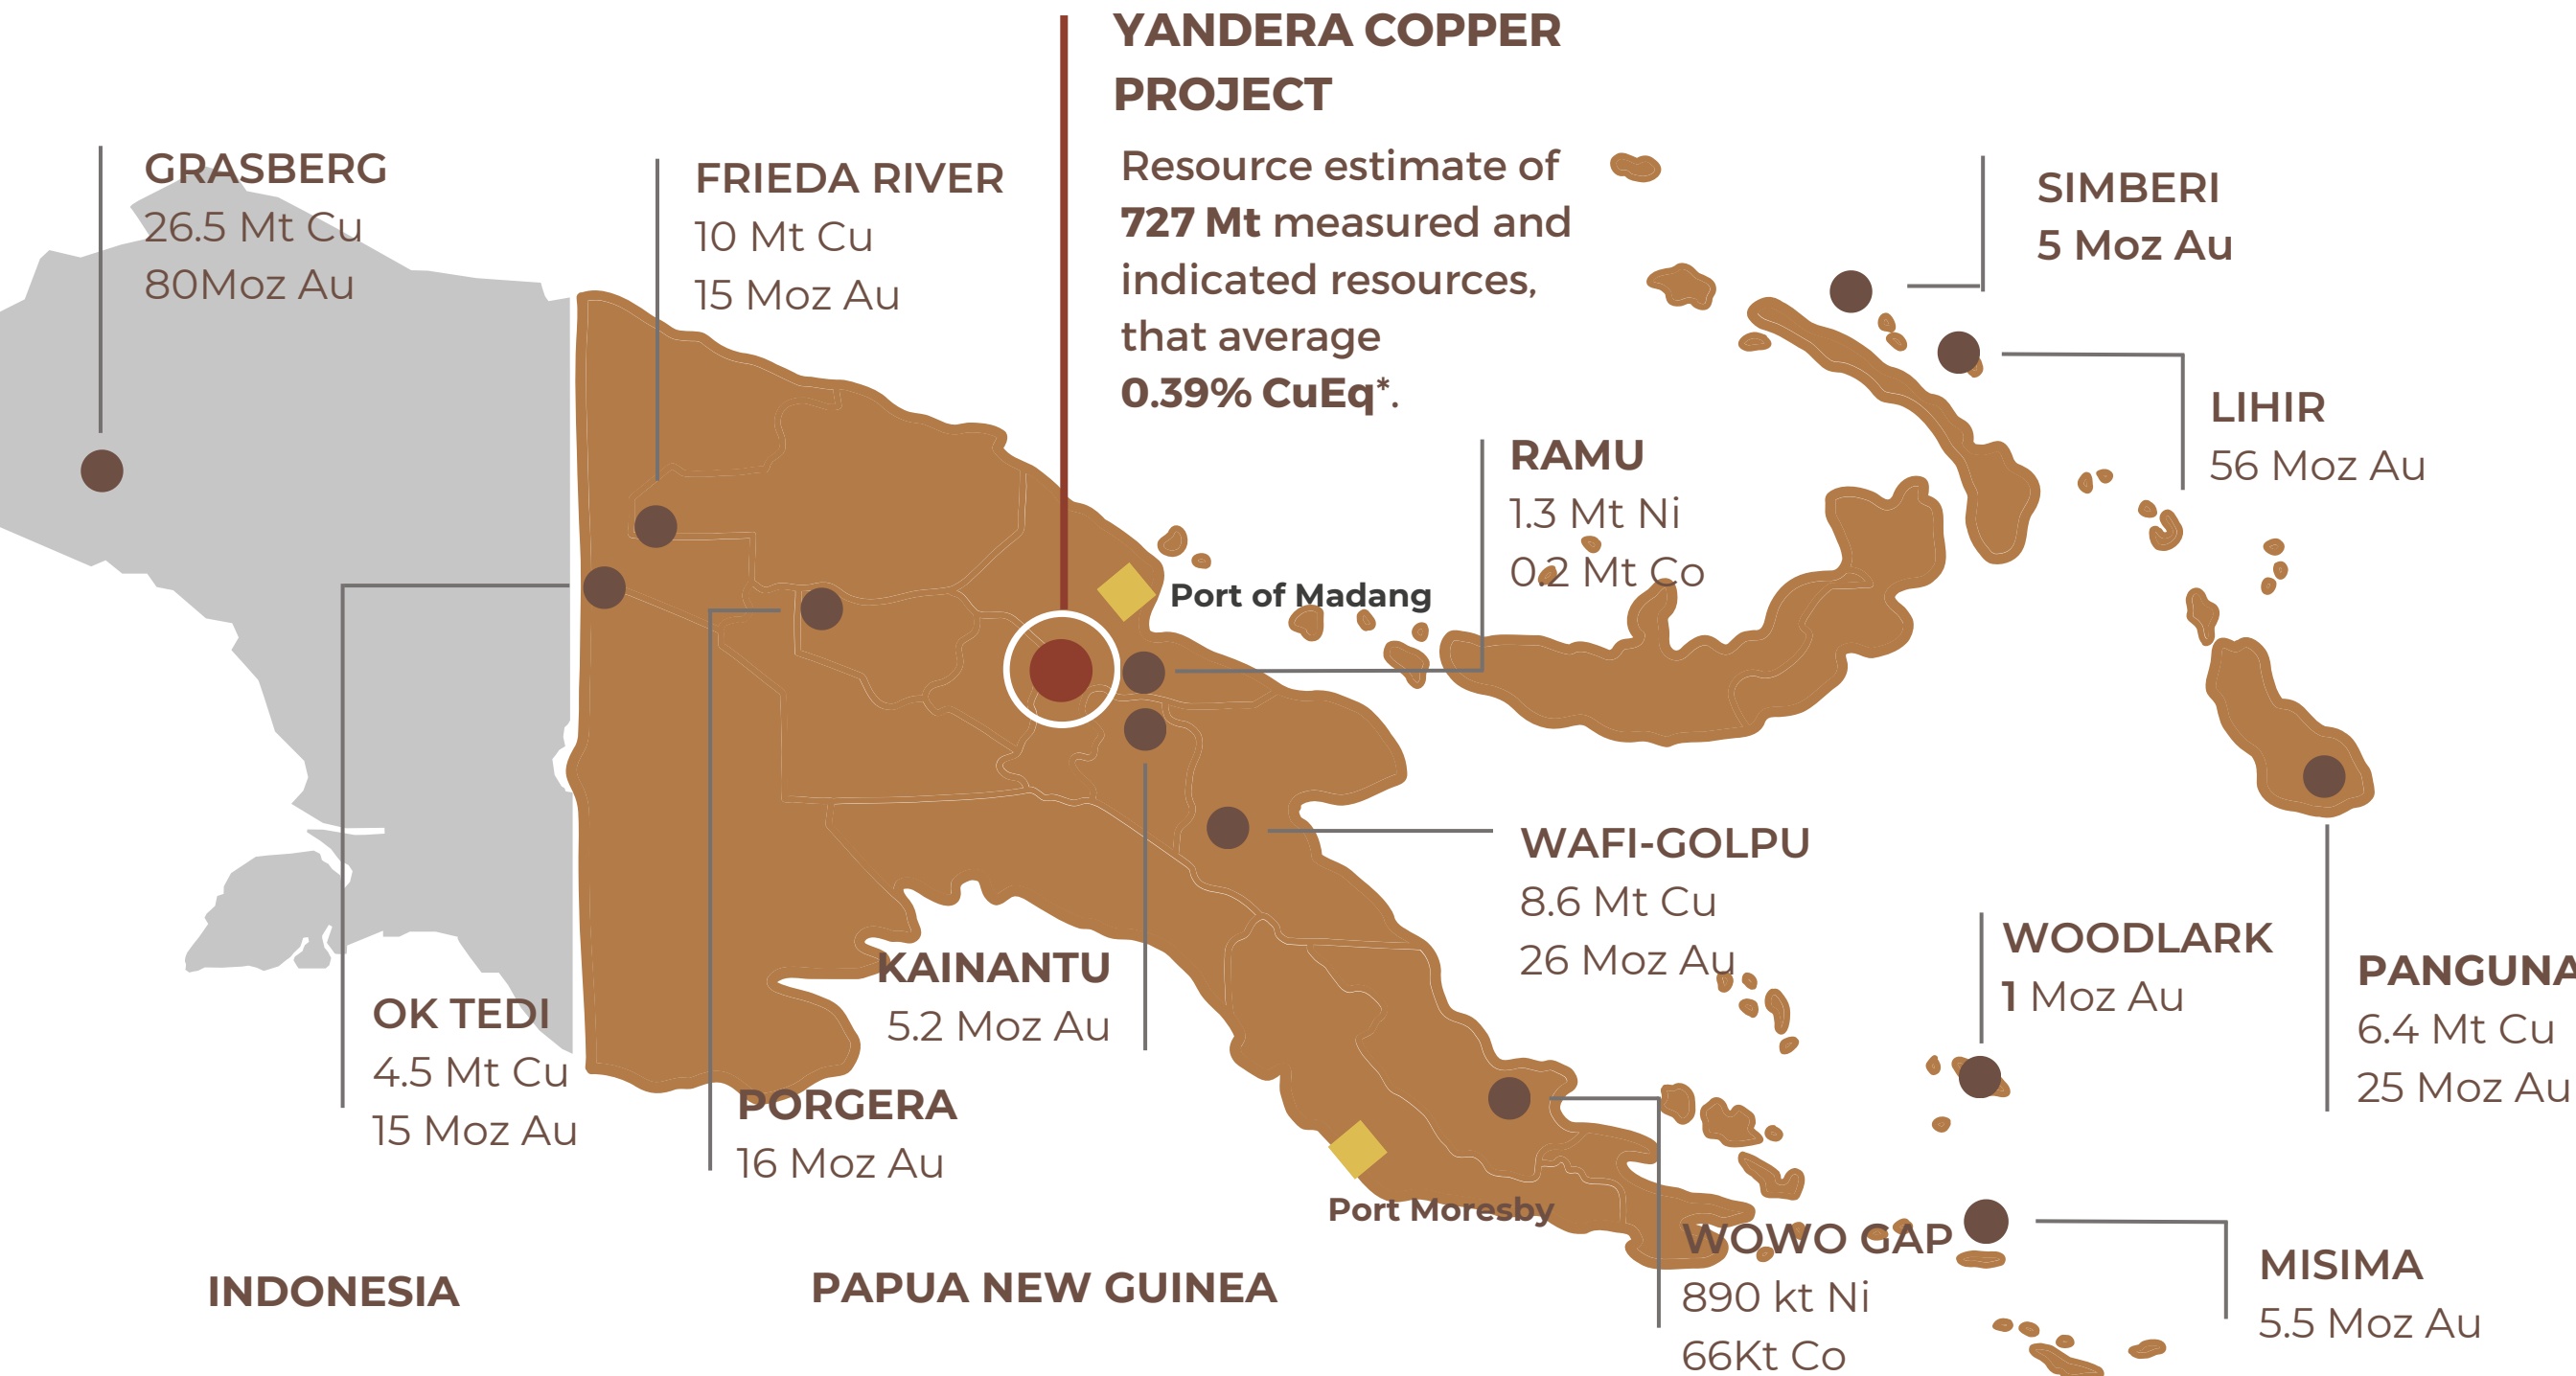 YANDERA COPPER
PROJECT
Resource estimate of
727 Mt measured and
indicated resources,
that average
0.39% CuEq*.
GRASBERG
26.5 Mt Cu
80Moz Au
FRIEDA RIVER
10 Mt Cu
15 Moz Au
SIMBERI
5 Moz Au
LIHIR
56 Moz Au
RAMU
1.3 Mt Ni
0.2 Mt Co
Port of Madang
WAFI-GOLPU
8.6 Mt Cu
26 Moz Au
WOODLARK
1 Moz Au
PANGUNA
6.4 Mt Cu
25 Moz Au
KAINANTU
5.2 Moz Au
OK TEDI
4.5 Mt Cu
15 Moz Au
PORGERA
16 Moz Au
Port Moresby
WOWO GAP
890 kt Ni
66Kt Co
MISIMA
5.5 Moz Au
INDONESIA
PAPUA NEW GUINEA